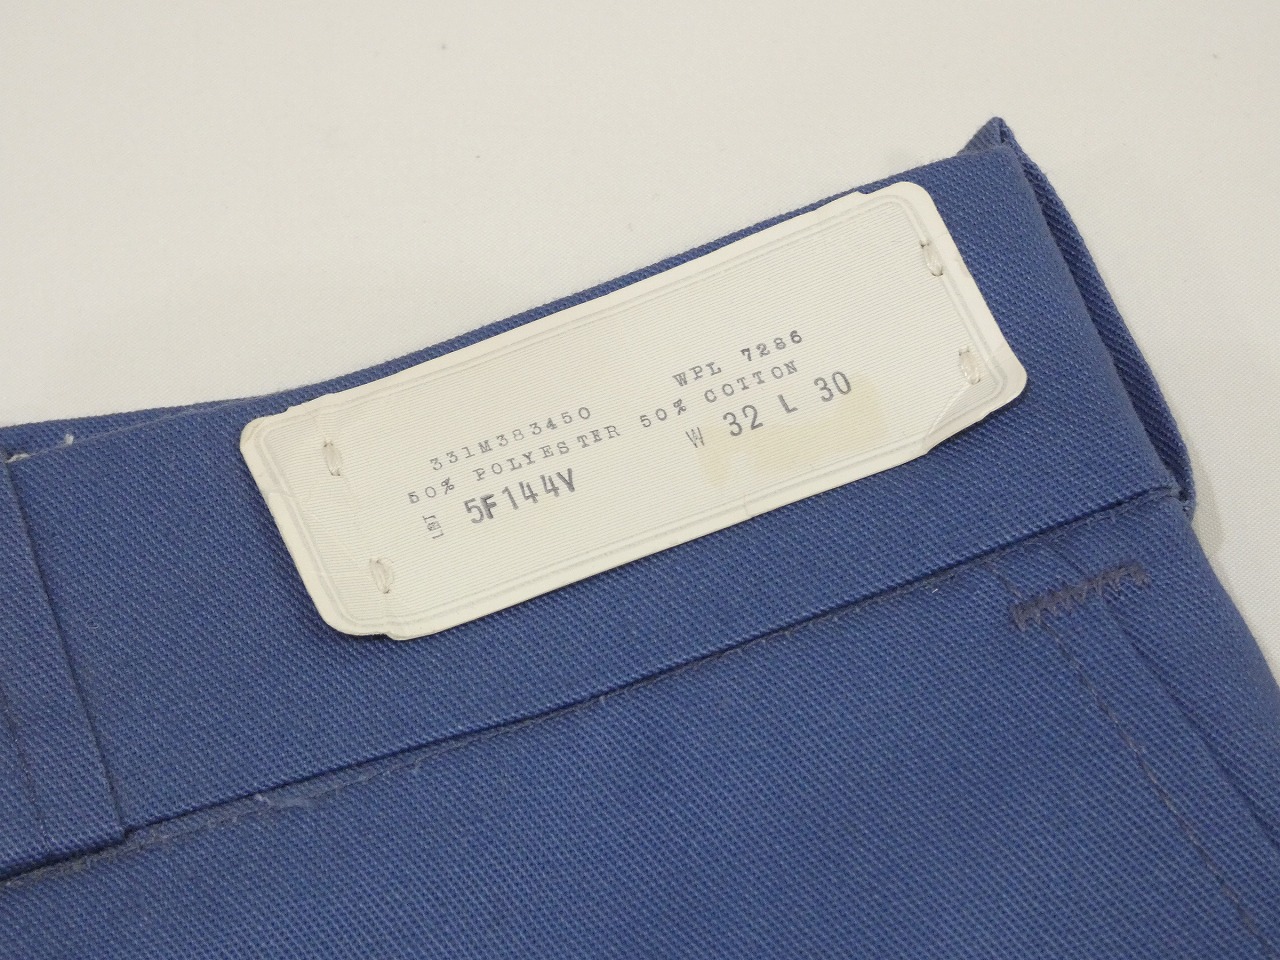 331M383450 WPL 7286
50% POLYESTER 50% COTTON
LOT 5F144V W 32 L 30